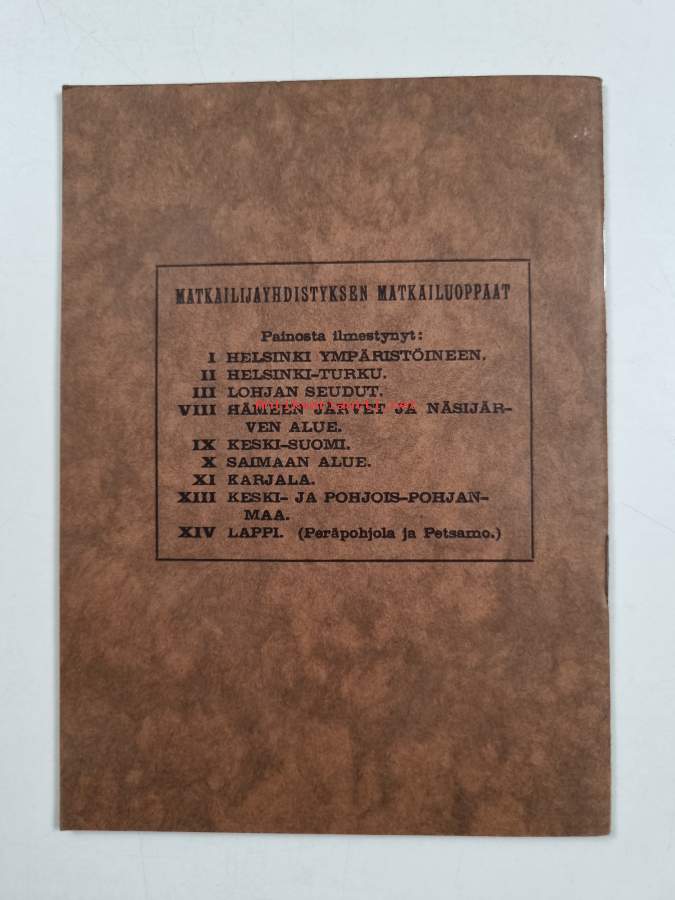 MATKAILIJAYHDISTYKSEN MATKAILUOPPAAT
Painosta ilmestynyt:
I HELSINKI YMPÄRISTÖINEEN.
II HELSINKI-TURKU.
III LOHJAN SEUDUT.
VIII HÄMEEN JÄRVET JA NÄSIJÄR-
VEN ALUE.
IX KESKI-SUOMI.
X SAIMAAN ALUE.
XI KARJALA.
XIII KESKI- JA POHJOIS-POHJAN-
MAA.
XIV LAPPI. (Peräpohjola ja Petsamo.)